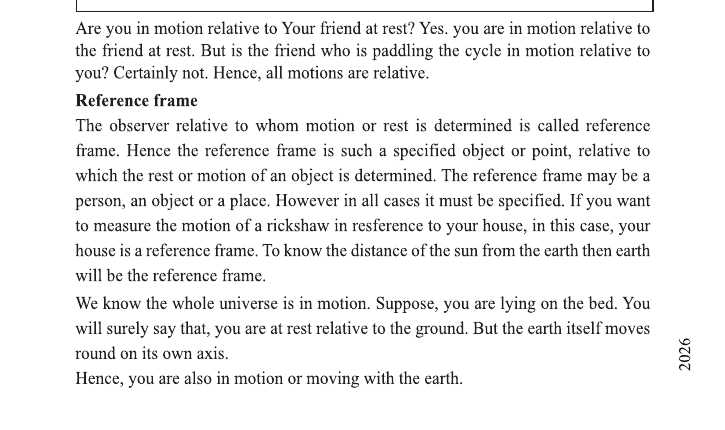 Are you in motion relative to Your friend at rest? Yes. you are in motion relative to
the friend at rest. But is the friend who is paddling the cycle in motion relative to
you? Certainly not. Hence, all motions are relative.
Reference frame
The observer relative to whom motion or rest is determined is called reference
frame. Hence the reference frame is such a specified object or point, relative to
which the rest or motion of an object is determined. The reference frame may be a
person, an object or a place. However in all cases it must be specified. If you want
to measure the motion of a rickshaw in resference to your house, in this case, your
house is a reference frame. To know the distance of the sun from the earth then earth
will be the reference frame.
We know the whole universe is in motion. Suppose, you are lying on the bed. You
will surely say that, you are at rest relative to the ground. But the earth itself moves
round on its own axis.
Hence, you are also in motion or moving with the earth.
2026